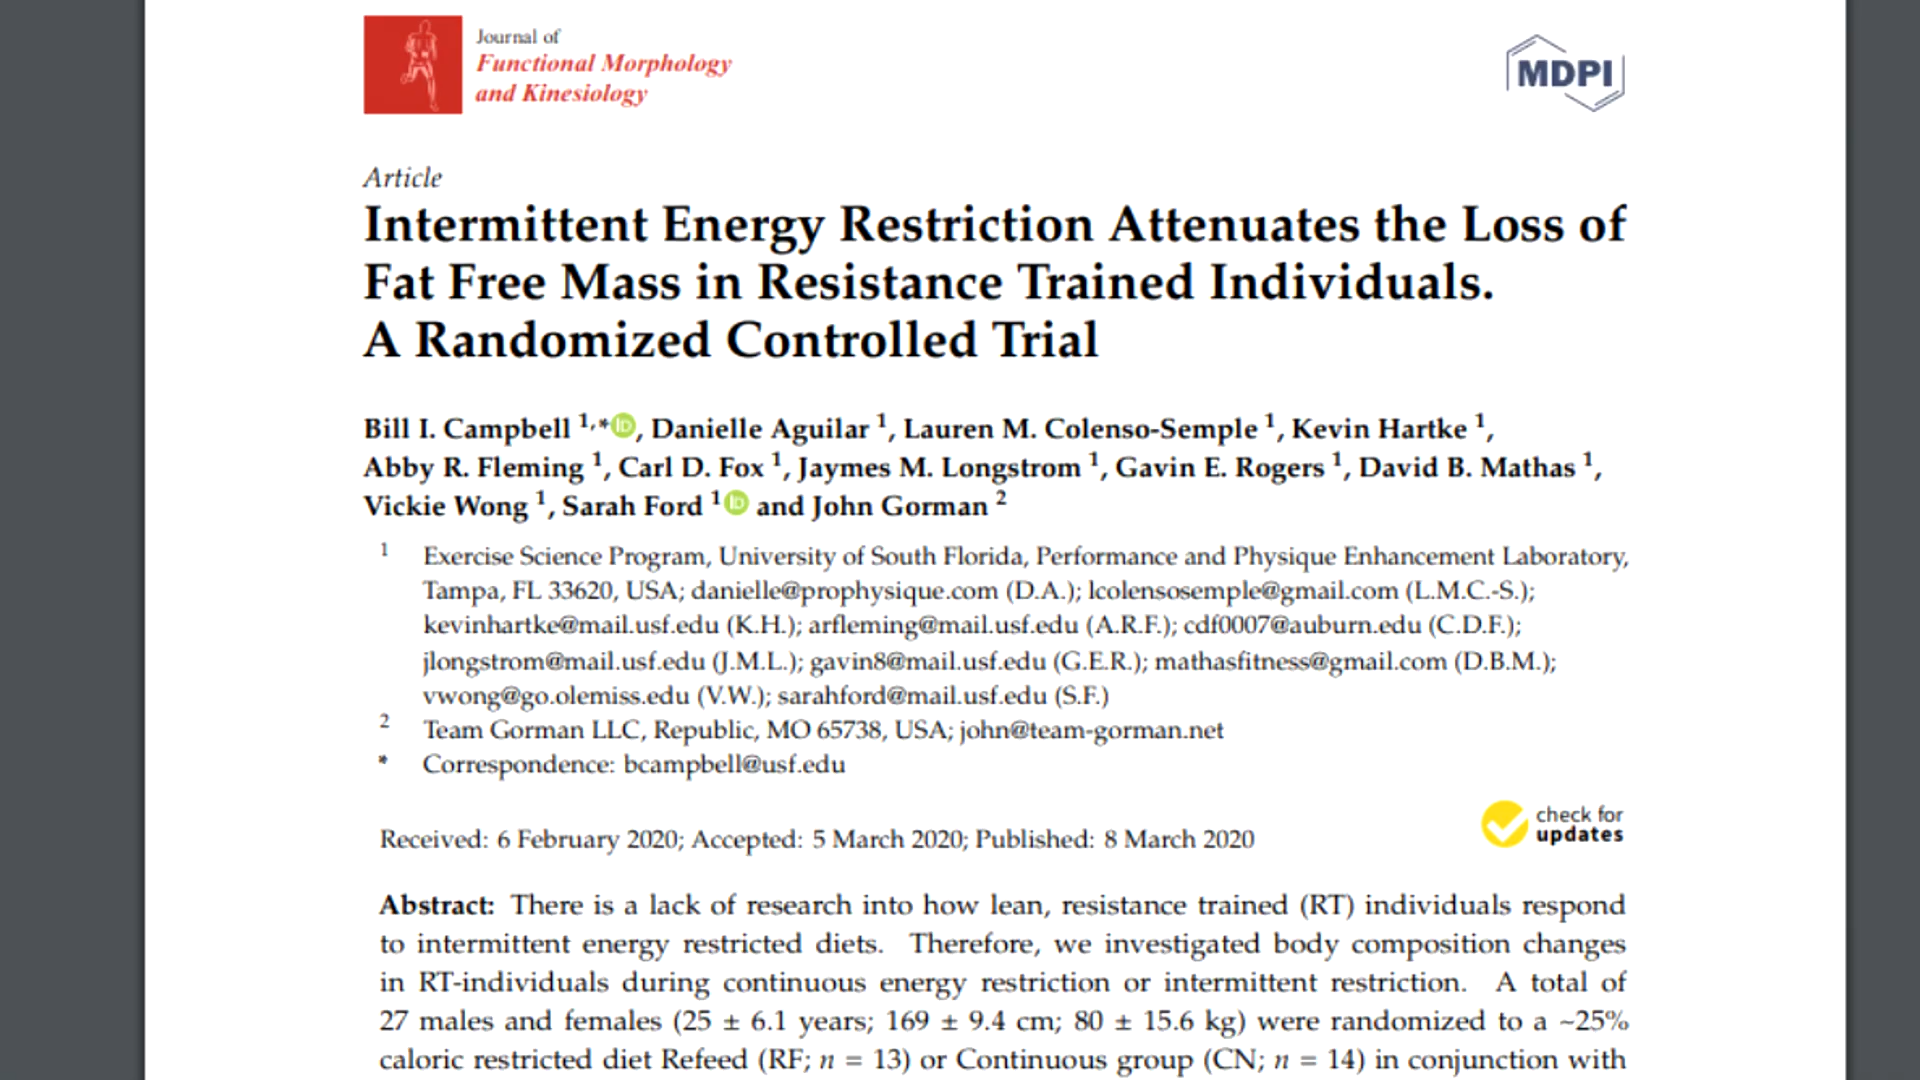 Journal of
Functional Morphology
and Kinesiology
MDPI
Article
Intermittent Energy Restriction Attenuates the Loss of
Fat Free Mass in Resistance Trained Individuals.
A Randomized Controlled Trial
Bill I. Campbell 1,* iD, Danielle Aguilar 1, Lauren M. Colenso-Semple 1, Kevin Hartke 1,
Abby R. Fleming 1, Carl D. Fox 1, Jaymes M. Longstrom 1, Gavin E. Rogers 1, David B. Mathas 1,
Vickie Wong 1, Sarah Ford 1 iD and John Gorman 2
1 Exercise Science Program, University of South Florida, Performance and Physique Enhancement Laboratory,
Tampa, FL 33620, USA; danielle@prophysique.com (D.A.); lcolensosemple@gmail.com (L.M.C.-S.);
kevinhartke@mail.usf.edu (K.H.); arfleming@mail.usf.edu (A.R.F.); cdf0007@auburn.edu (C.D.F.);
jlongstrom@mail.usf.edu (J.M.L.); gavin8@mail.usf.edu (G.E.R.); mathasfitness@gmail.com (D.B.M.);
vwong@go.olemiss.edu (V.W.); sarahford@mail.usf.edu (S.F.)
2 Team Gorman LLC, Republic, MO 65738, USA; john@team-gorman.net
* Correspondence: bcampbell@usf.edu
check for
updates
Received: 6 February 2020; Accepted: 5 March 2020; Published: 8 March 2020
Abstract: There is a lack of research into how lean, resistance trained (RT) individuals respond
to intermittent energy restricted diets. Therefore, we investigated body composition changes
in RT-individuals during continuous energy restriction or intermittent restriction. A total of
27 males and females (25 ± 6.1 years; 169 ± 9.4 cm; 80 ± 15.6 kg) were randomized to a ~25%
caloric restricted diet Refeed (RF; n = 13) or Continuous group (CN; n = 14) in conjunction with